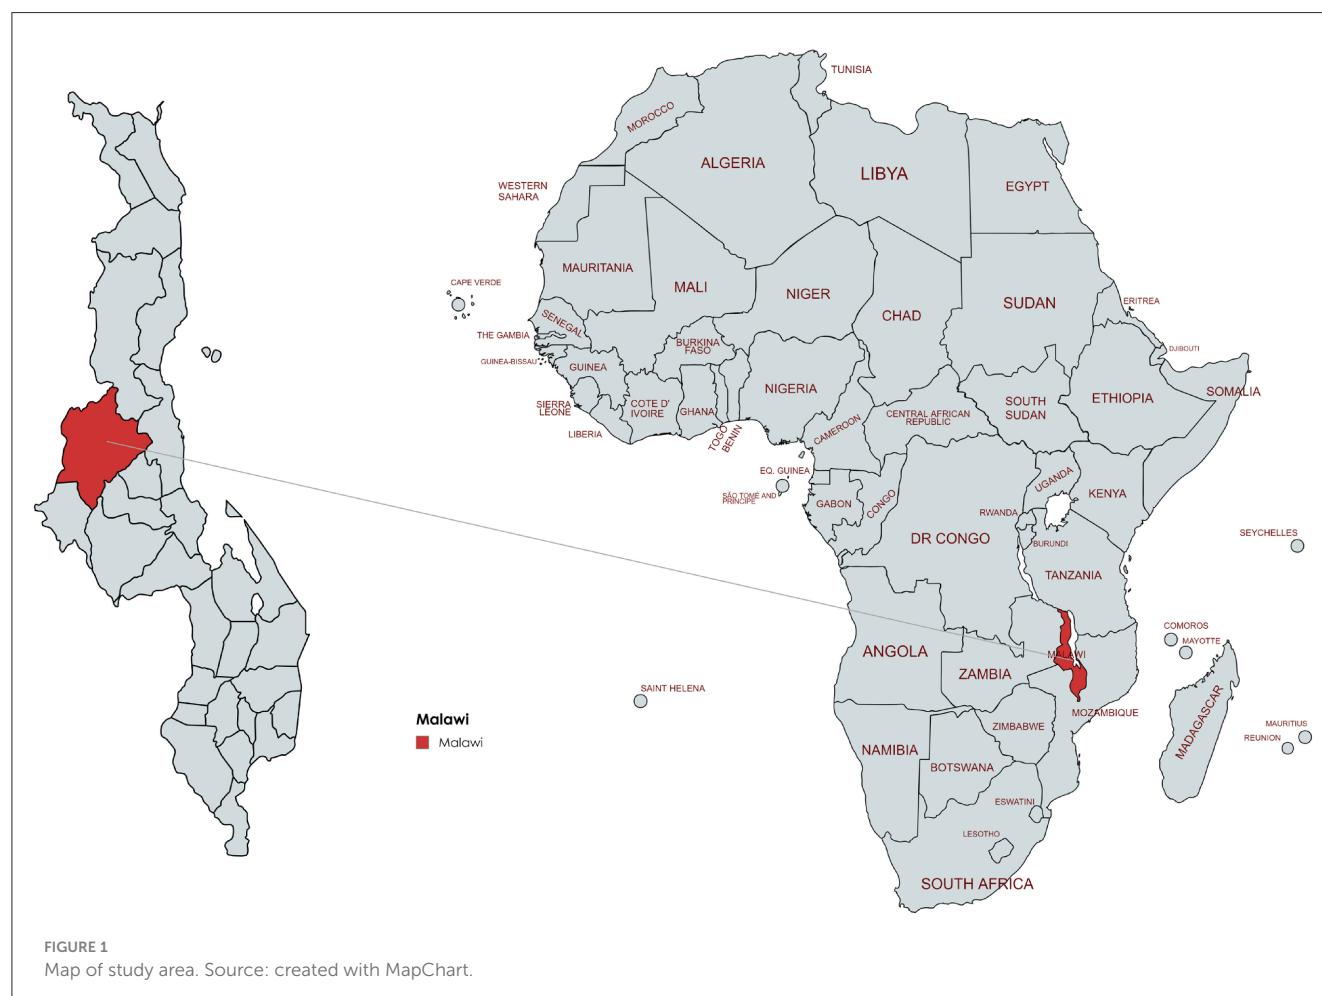 TUNISIA
MOROCCO
ALGERIA
LIBYA
EGYPT
WESTERN
SAHARA
MAURITANIA
MALI
NIGER
CHAD
SUDAN
ERITREA
CAPE VERDE
SENEGAL
THE GAMBIA
BURKINA
FASO
DJIBOUTI
GUINEA-BISSAU
GUINEA
NIGERIA
ETHIOPIA
SOMALIA
SIERRA
LEONE
COTE D'
IVOIRE
GHANA
CENTRAL AFRICAN
REPUBLIC
SOUTH
SUDAN
LIBERIA
TOGO
BENIN
CAMEROON
EQ. GUINEA
UGANDA
KENYA
SÃO TOMÉ AND
PRINCIPE
GABON
CONGO
RWANDA
DR CONGO
BURUNDI
SEYCHELLES
TANZANIA
COMOROS
MAYOTTE
ANGOLA
MALAWI
ZAMBIA
SAINT HELENA
MOZAMBIQUE
MADAGASCAR
Malawi
Malawi
ZIMBABWE
MAURITIUS
REUNION
NAMIBIA
BOTSWANA
ESWATINI
LESOTHO
SOUTH AFRICA
FIGURE 1
Map of study area. Source: created with MapChart.